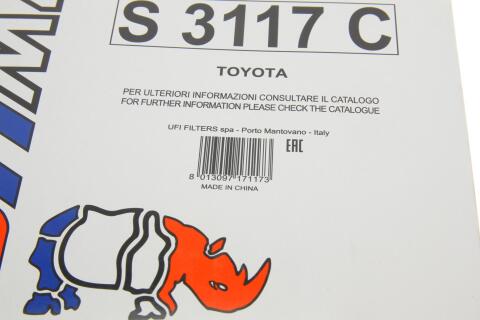 S 3117 C
TOYOTA
PER ULTERIORI INFORMAZIONI CONSULTARE IL CATALOGO
FOR FURTHER INFORMATION PLEASE CHECK THE CATALOGUE
UFI FILTERS spa - Porto Mantovano - Italy
EAC
8 013097 171173
MADE IN CHINA